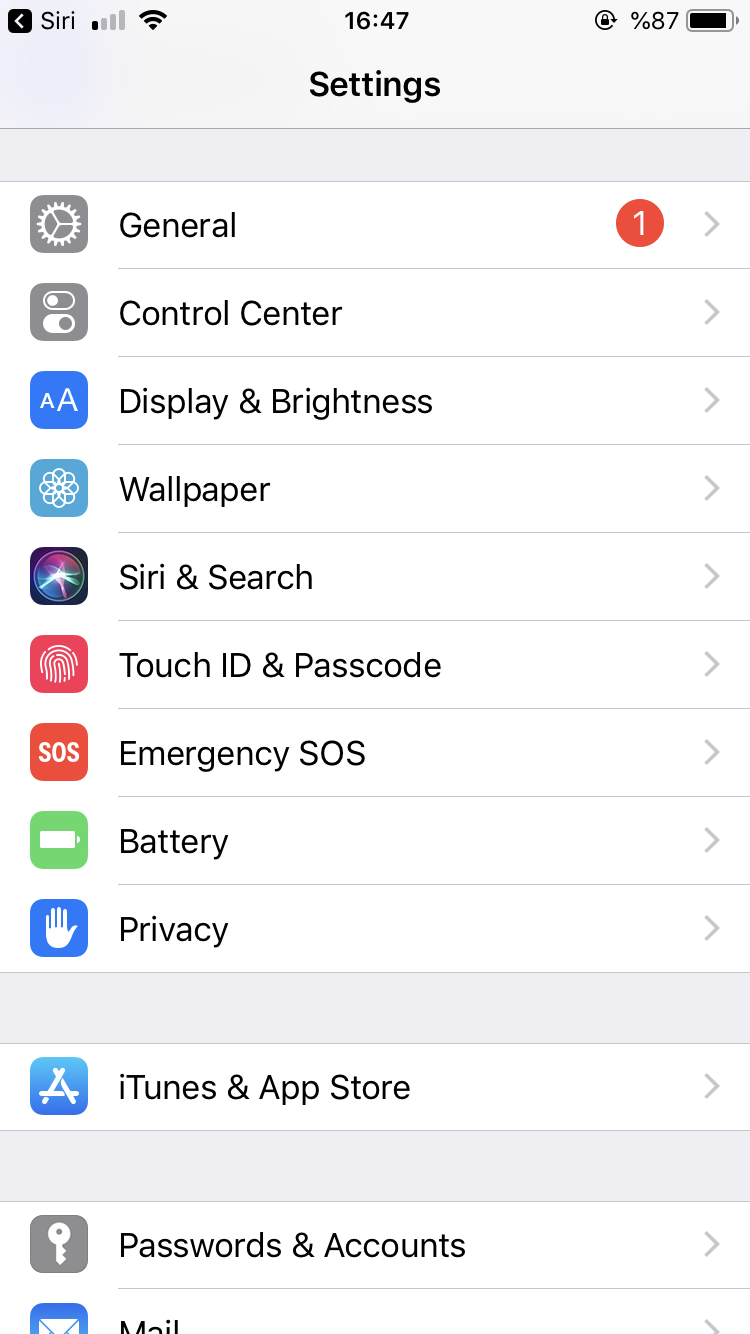 Siri 16:47 %87
Settings
General 1
Control Center
AA Display & Brightness
Wallpaper
Siri & Search
Touch ID & Passcode
SOS Emergency SOS
Battery
Privacy
iTunes & App Store
Passwords & Accounts
Mail